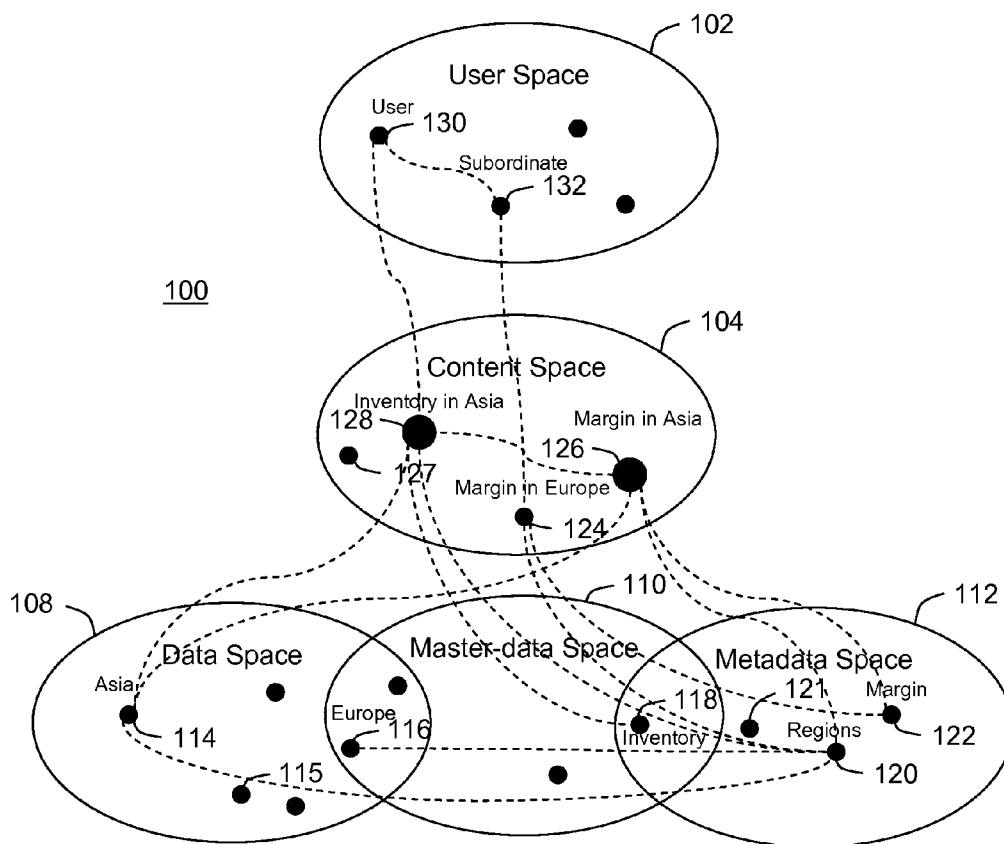 102
User Space
User
130
Subordinate
132
100
104
Content Space
Inventory in Asia
128
Margin in Asia
126
127
Margin in Europe
124
108
110
112
Data Space
Master-data Space
Metadata Space
Asia
118
121
Margin
Europe
116
Inventory
Regions
114
122
120
115